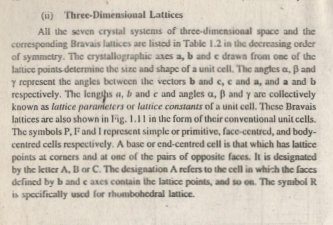 (ii) Three-Dimensional Lattices
All the seven crystal systems of three-dimensional space and the
corresponding Bravais lattices are listed in Table 1.2 in the decreasing order
of symmetry. The crystallographic axes a, b and c drawn from one of the
lattice points determine the size and shape of a unit cell. The angles α, β and
γ represent the angles between the vectors b and c, c and a, and a and b
respectively. The lengths a, b and c and angles α, β and γ are collectively
known as lattice parameters or lattice constants of a unit cell. These Bravais
lattices are also shown in Fig. 1.11 in the form of their conventional unit cells.
The symbols P, F and I represent simple or primitive, face-centred, and body-
centred cells respectively. A base or end-centred cell is that which has lattice
points at corners and at one of the pairs of opposite faces. It is designated
by the letter A, B or C. The designation A refers to the cell in which the faces
defined by b and c axes contain the lattice points, and so on. The symbol R
is specifically used for rhombohedral lattice.